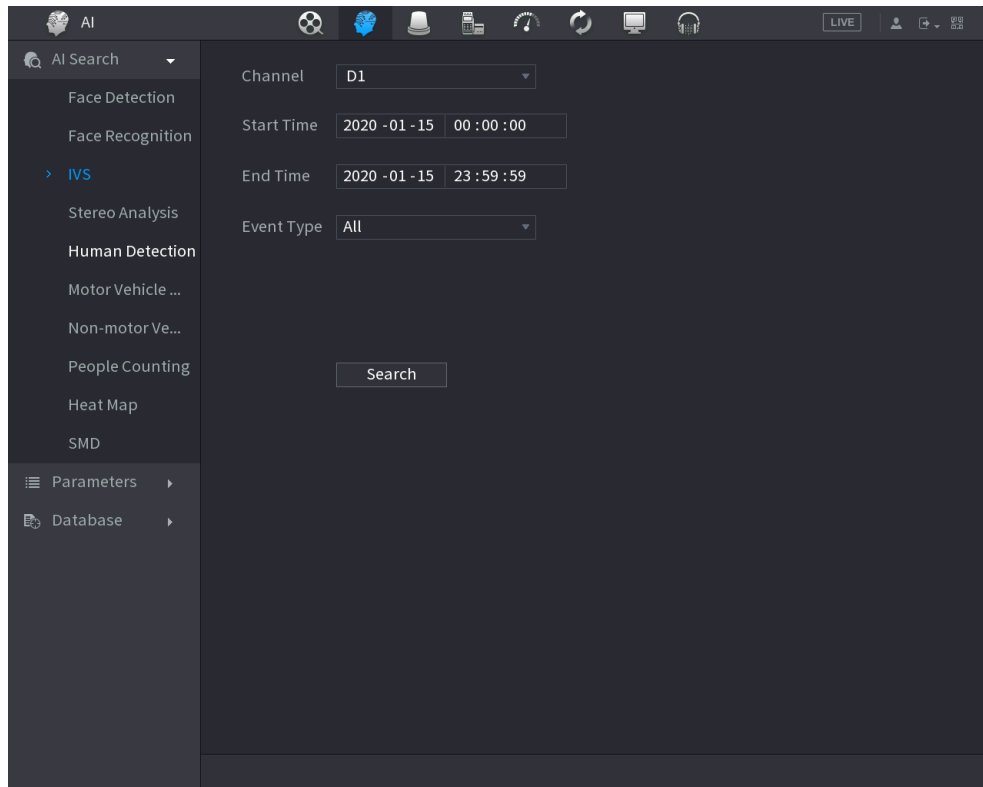 AI
LIVE
AI Search
Face Detection
Face Recognition
IVS
Stereo Analysis
Human Detection
Motor Vehicle ...
Non-motor Ve...
People Counting
Heat Map
SMD
Parameters
Database
Channel D1
Start Time 2020 -01 -15 00 :00 :00
End Time 2020 -01 -15 23 :59 :59
Event Type All
Search